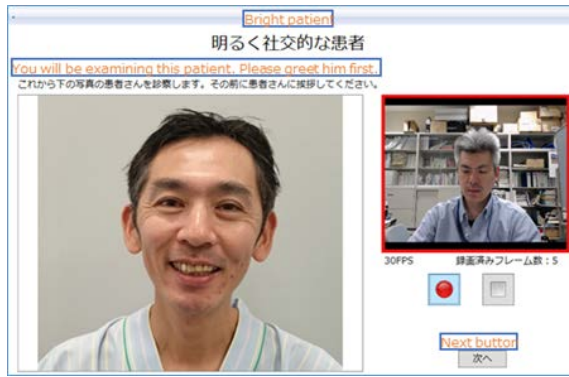 Bright patient
明るく社交的な患者
You will be examining this patient. Please greet him first.
これから下の写真の患者さんを診察します。その前に患者さんに挨拶してください。
30FPS 録画済みフレーム数:5
Next button
次へ